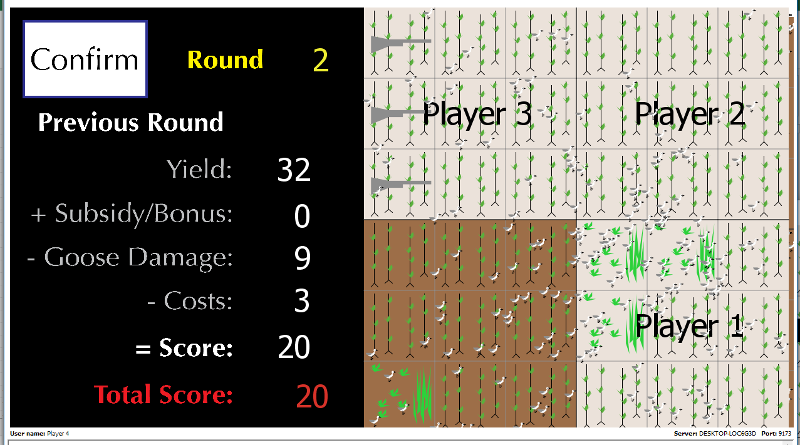 Confirm
Round 2
Previous Round
Yield: 32
+ Subsidy/Bonus: 0
- Goose Damage: 9
- Costs: 3
= Score: 20
Total Score: 20
Player 3
Player 2
Player 1
User name: Player 4
Server: DESKTOP-LOC9G3D Port: 9173